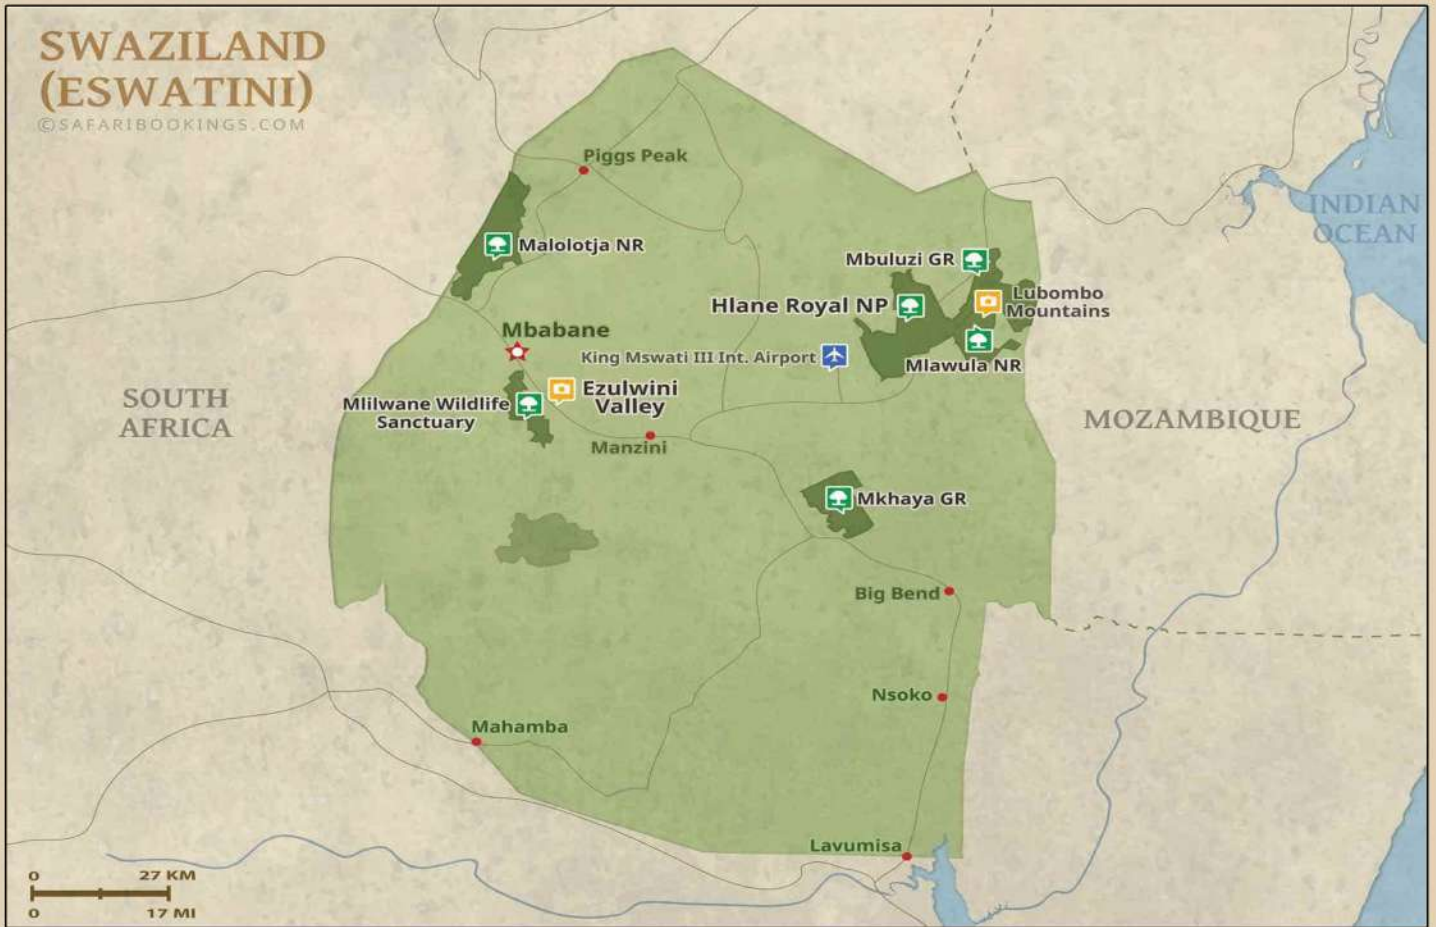 SWAZILAND
(ESWATINI)
©SAFARIBOOKINGS.COM
Piggs Peak
INDIAN
OCEAN
Malolotja NR
Mbuluzi GR
Hlane Royal NP
Lubombo
Mountains
Mbabane
King Mswati III Int. Airport
Mlawula NR
SOUTH
AFRICA
Ezulwini
Valley
Mlilwane Wildlife
Sanctuary
MOZAMBIQUE
Manzini
Mkhaya GR
Big Bend
Nsoko
Mahamba
Lavumisa
0 27 KM
0 17 MI